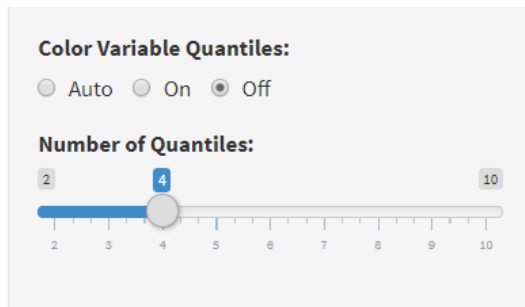 Color Variable Quantiles:
Auto On Off
Number of Quantiles:
2 4 10
2 3 4 5 6 7 8 9 10